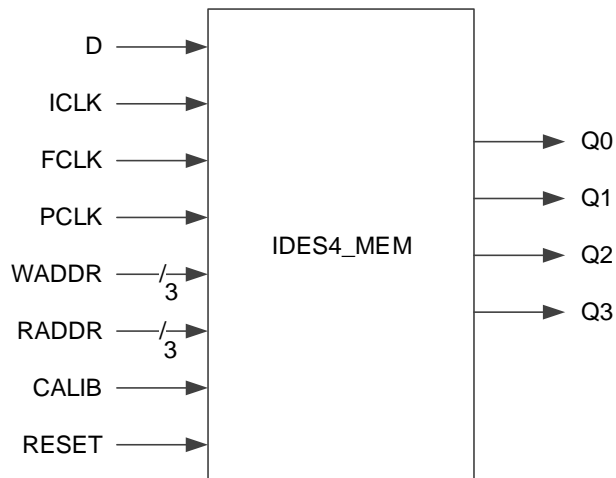 D
ICLK
FCLK
PCLK
WADDR
/
3
RADDR
/
3
CALIB
RESET
IDES4_MEM
Q0
Q1
Q2
Q3